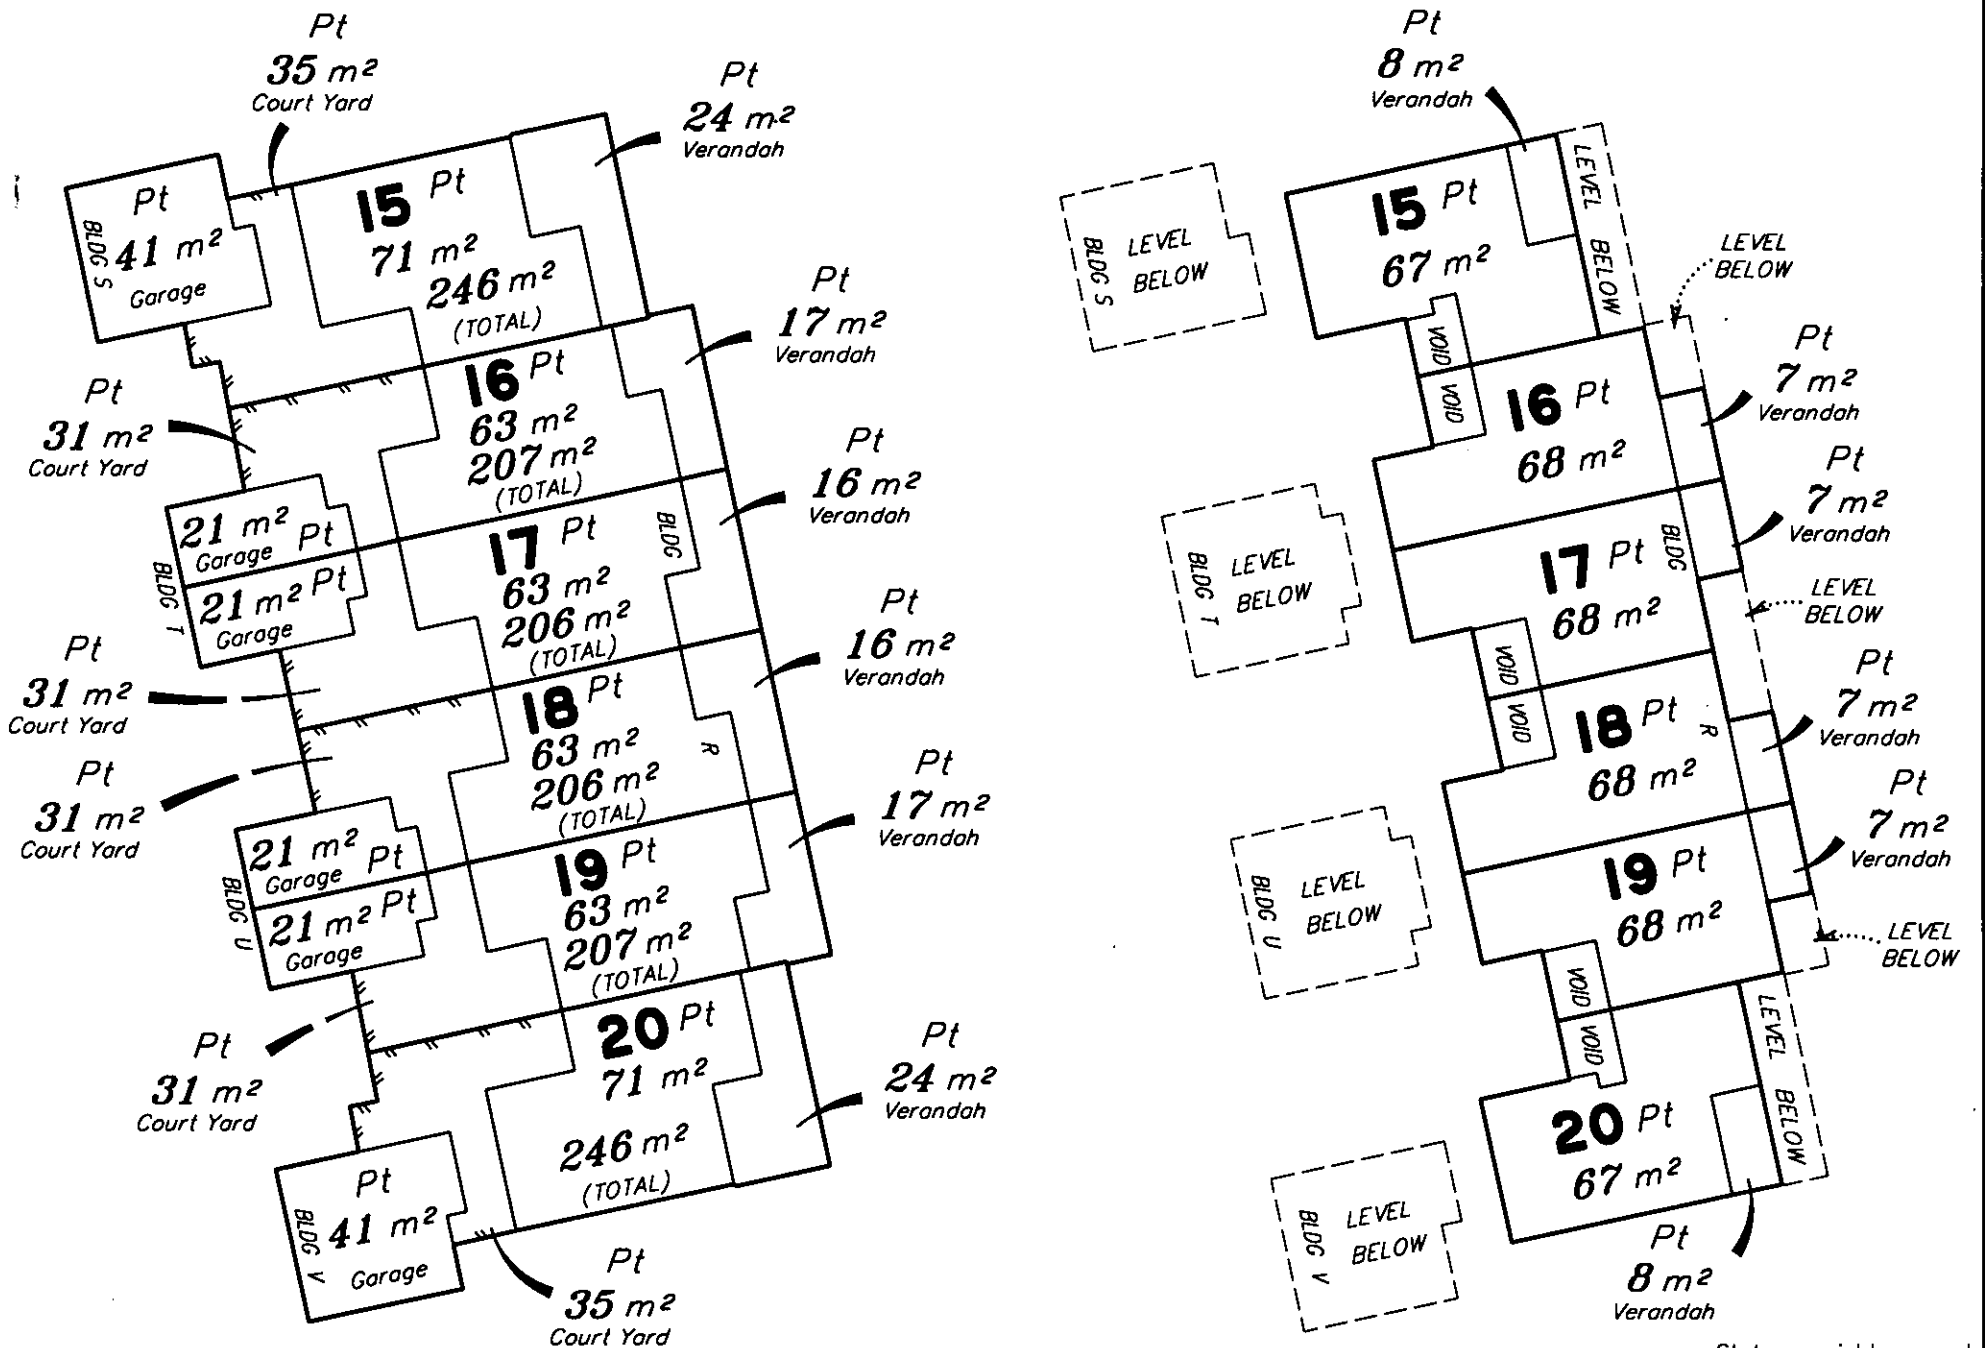 Pt
35 m²
Court Yard
Pt
24 m²
Verandah
Pt
41 m²
Garage
BLDG S
15 Pt
71 m²
246 m²
(TOTAL)
Pt
17 m²
Verandah
Pt
31 m²
Court Yard
16 Pt
63 m²
207 m²
(TOTAL)
Pt
16 m²
Verandah
21 m²
Garage Pt
21 m² Pt
Garage
BLDG T
17 Pt
63 m²
206 m²
(TOTAL)
BLDG
Pt
16 m²
Verandah
Pt
31 m²
Court Yard
18 Pt
63 m²
206 m²
(TOTAL)
R
Pt
31 m²
Court Yard
Pt
17 m²
Verandah
21 m²
Garage Pt
21 m² Pt
Garage
BLDG U
19 Pt
63 m²
207 m²
(TOTAL)
Pt
31 m²
Court Yard
20 Pt
71 m²
246 m²
(TOTAL)
Pt
24 m²
Verandah
Pt
41 m²
Garage
BLDG V
Pt
35 m²
Court Yard
Pt
8 m²
Verandah
BLDG S
LEVEL
BELOW
15 Pt
67 m²
LEVEL BELOW
LEVEL
BELOW
VOID
VOID
16 Pt
68 m²
Pt
7 m²
Verandah
BLDG T
LEVEL
BELOW
17 Pt
68 m²
BLDG
Pt
7 m²
Verandah
LEVEL
BELOW
VOID
VOID
18 Pt
68 m²
R
Pt
7 m²
Verandah
BLDG U
LEVEL
BELOW
19 Pt
68 m²
Pt
7 m²
Verandah
LEVEL
BELOW
VOID
VOID
20 Pt
67 m²
LEVEL BELOW
BLDG V
LEVEL
BELOW
Pt
8 m²
Verandah